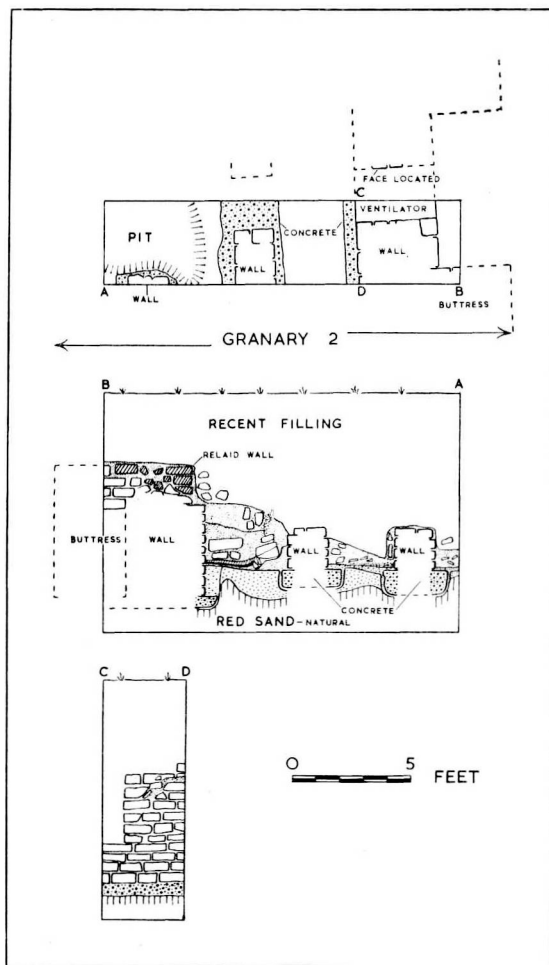 FACE LOCATED
C
VENTILATOR
PIT
CONCRETE
WALL
WALL
A
WALL
D
B
BUTTRESS
GRANARY 2
B
A
RECENT FILLING
RELAID WALL
BUTTRESS
WALL
WALL
WALL
CONCRETE
RED SAND – NATURAL
C
D
0
5
FEET